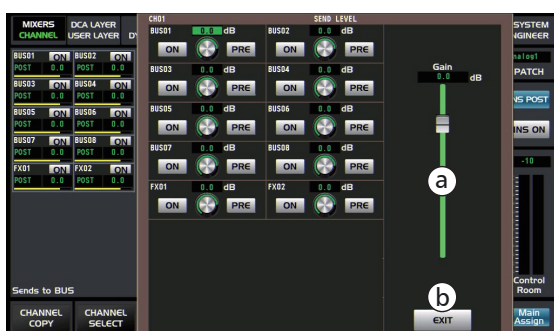 MIXERS CHANNEL
DCA LAYER USER LAYER
CH01 SEND LEVEL
SYSTEM
BUS01 0.0 dB BUS02 0.0 dB
ON PRE ON PRE
BUS03 0.0 dB BUS04 0.0 dB
ON PRE ON PRE
BUS05 0.0 dB BUS06 0.0 dB
ON PRE ON PRE
BUS07 0.0 dB BUS08 0.0 dB
ON PRE ON PRE
FX01 0.0 dB FX02 0.0 dB
ON PRE ON PRE
BUS01 ON BUS02 ON
POST 0.0 POST 0.0
BUS03 ON BUS04 ON
POST 0.0 POST 0.0
BUS05 ON BUS06 ON
POST 0.0 POST 0.0
BUS07 ON BUS08 ON
POST 0.0 POST 0.0
FX01 ON FX02 ON
POST 0.0 POST 0.0
Sends to BUS
CHANNEL COPY
CHANNEL SELECT
Gain
0.0 dB
a
b
EXIT
PATCH
NS POST
INS ON
-10
Control
Room
Main
Assign